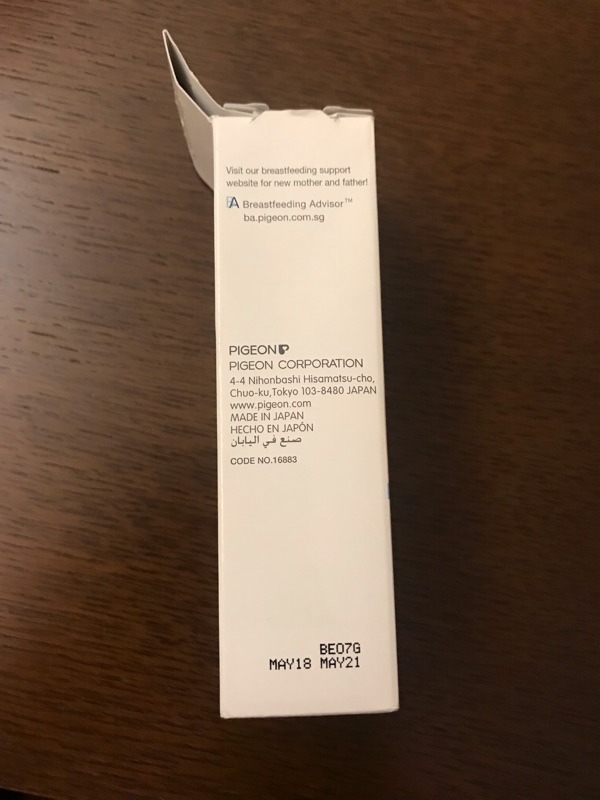 Visit our breastfeeding support
website for new mother and father!
BA Breastfeeding Advisor™
ba.pigeon.com.sg
PIGEON
PIGEON CORPORATION
4-4 Nihonbashi Hisamatsu-cho,
Chuo-ku,Tokyo 103-8480 JAPAN
www.pigeon.com
MADE IN JAPAN
HECHO EN JAPÓN
صنع في اليابان
CODE NO.16883
BE07G
MAY18 MAY21